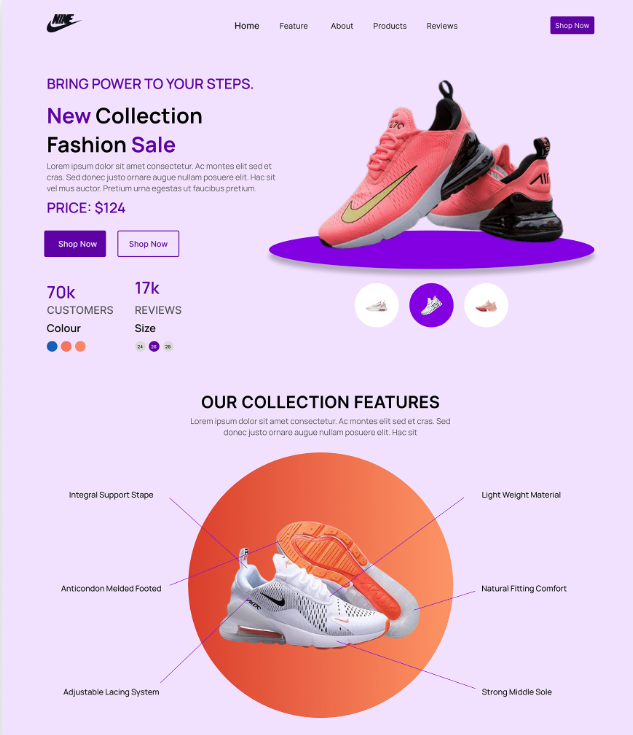 NIKE
Home Feature About Products Reviews Shop Now
BRING POWER TO YOUR STEPS.
New Collection
Fashion Sale
Lorem ipsum dolor sit amet consectetur. Ac montes elit sed et
cras. Sed donec justo ornare augue nullam posuere elit. Hac sit
vel mus auctor. Pretium urna egestas ut faucibus pretium.
PRICE: $124
Shop Now Shop Now
70k 17k
CUSTOMERS REVIEWS
Colour Size
24
OUR COLLECTION FEATURES
Lorem ipsum dolor sit amet consectetur. Ac montes elit sed et cras. Sed
donec justo ornare augue nullam posuere elit. Hac sit
Integral Support Stape Light Weight Material
Anticondon Melded Footed Natural Fitting Comfort
Adjustable Lacing System Strong Middle Sole